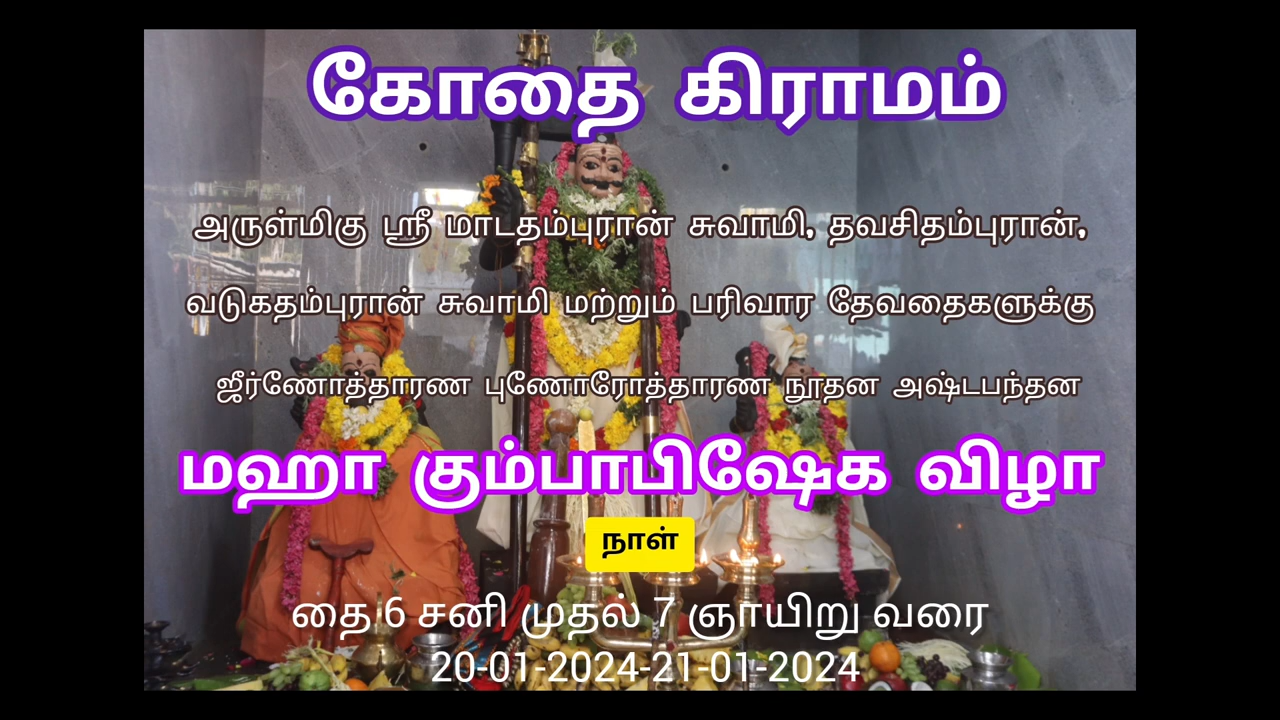 கோதை கிராமம்
அருள்மிகு ஸ்ரீ மாடதம்புரான் சுவாமி, தவசிதம்புரான்,
வடுகதம்புரான் சுவாமி மற்றும் பரிவார தேவதைகளுக்கு
ஜீர்ணோத்தாரண புணோரோத்தாரண நூதன அஷ்டபந்தன
மஹா கும்பாபிஷேக விழா
நாள்
தை 6 சனி முதல் 7 ஞாயிறு வரை
20-01-2024-21-01-2024